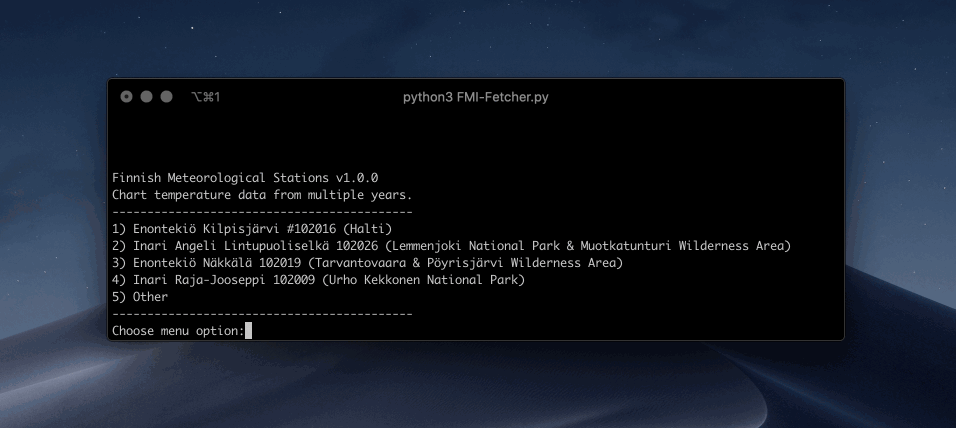 ⌥⌘1 python3 FMI-Fetcher.py
Finnish Meteorological Stations v1.0.0
Chart temperature data from multiple years.
-------------------------------------------
1) Enontekiö Kilpisjärvi #102016 (Halti)
2) Inari Angeli Lintupuoliselkä 102026 (Lemmenjoki National Park & Muotkatunturi Wilderness Area)
3) Enontekiö Näkkälä 102019 (Tarvantovaara & Pöyrisjärvi Wilderness Area)
4) Inari Raja-Jooseppi 102009 (Urho Kekkonen National Park)
5) Other
-------------------------------------------
Choose menu option: